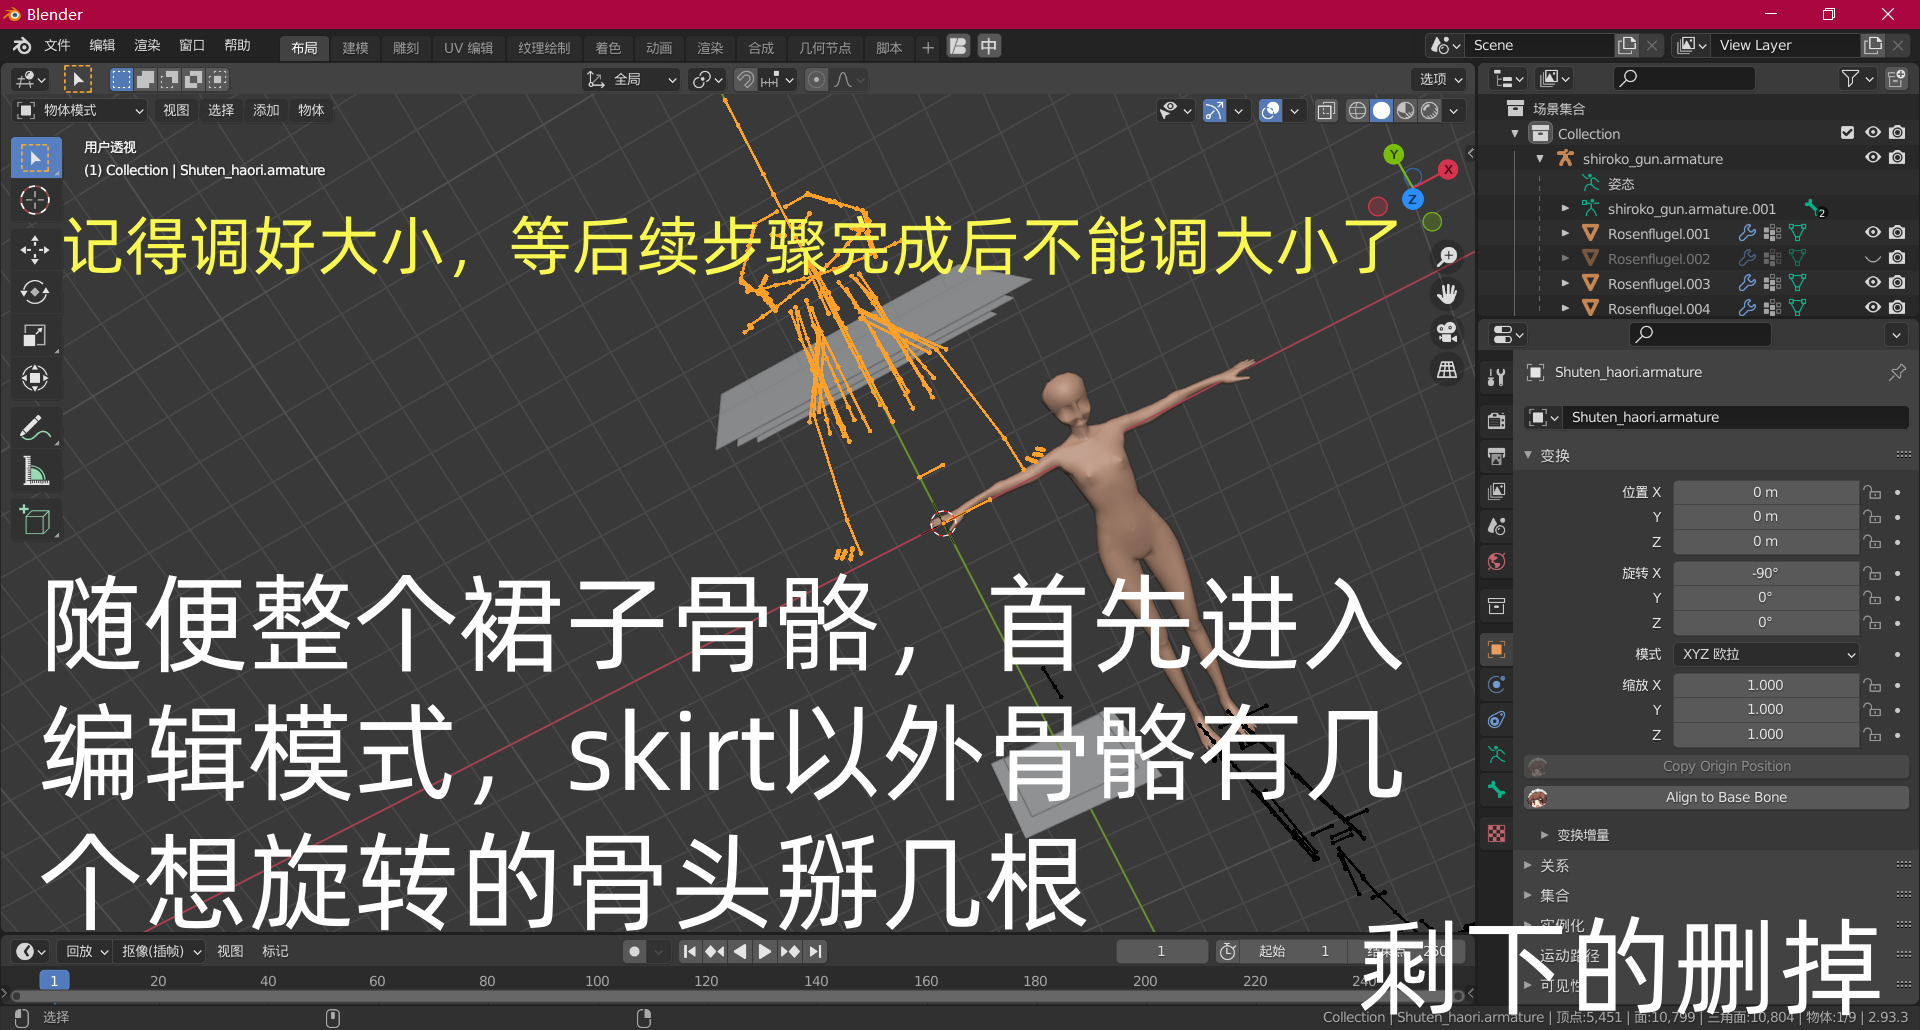 Blender
文件 编辑 渲染 窗口 帮助 布局 建模 雕刻 UV 编辑 纹理绘制 着色 动画 渲染 合成 几何节点 脚本 + 中 Scene View Layer
全局 选项
物体模式 视图 选择 添加 物体
用户透视
(1) Collection | Shuten_haori.armature
Y X Z
记得调好大小，等后续步骤完成后不能调大小了
随便整个裙子骨骼，首先进入
编辑模式，skirt以外骨骼有几
个想旋转的骨头掰几根
剩下的删掉
场景集合
Collection
shiroko_gun.armature
姿态
shiroko_gun.armature.001 2
Rosenflugel.001
Rosenflugel.002
Rosenflugel.003
Rosenflugel.004
Shuten_haori.armature
Shuten_haori.armature
变换
位置 X 0 m
Y 0 m
Z 0 m
旋转 X -90°
Y 0°
Z 0°
模式 XYZ 欧拉
缩放 X 1.000
Y 1.000
Z 1.000
Copy Origin Position
Align to Base Bone
变换增量
关系
集合
实例化
运动路径
可见性
回放 抠像(插帧) 视图 标记 1 起始 1 结束点 250
1 20 40 60 80 100 120 140 160 180 200 220 240
选择
Collection | Shuten_haori.armature | 顶点:5,451 | 面:10,799 | 三角面:10,804 | 物体:1/9 | 2.93.3